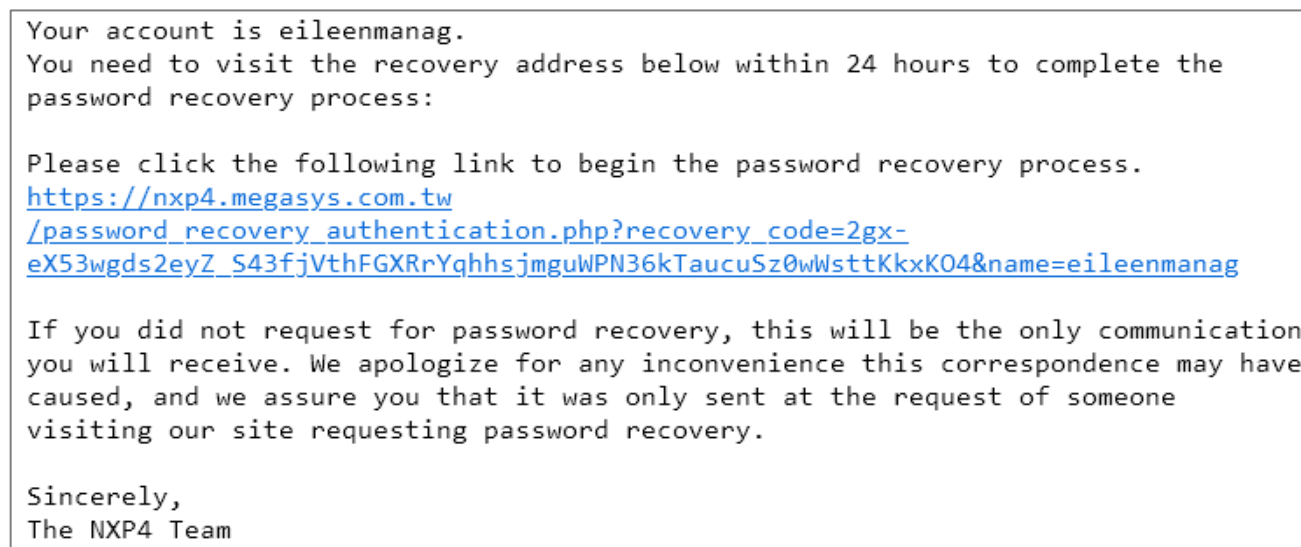 Your account is eileenmanag.
You need to visit the recovery address below within 24 hours to complete the
password recovery process:
Please click the following link to begin the password recovery process.
https://nxp4.megasys.com.tw
/password_recovery_authentication.php?recovery_code=2gx-
eX53wgds2eyZ_S43fjVthFGXRrYqhhsjmguWPN36kTaucuSz0wWsttKkxKO4&name=eileenmanag
If you did not request for password recovery, this will be the only communication
you will receive. We apologize for any inconvenience this correspondence may have
caused, and we assure you that it was only sent at the request of someone
visiting our site requesting password recovery.
Sincerely,
The NXP4 Team